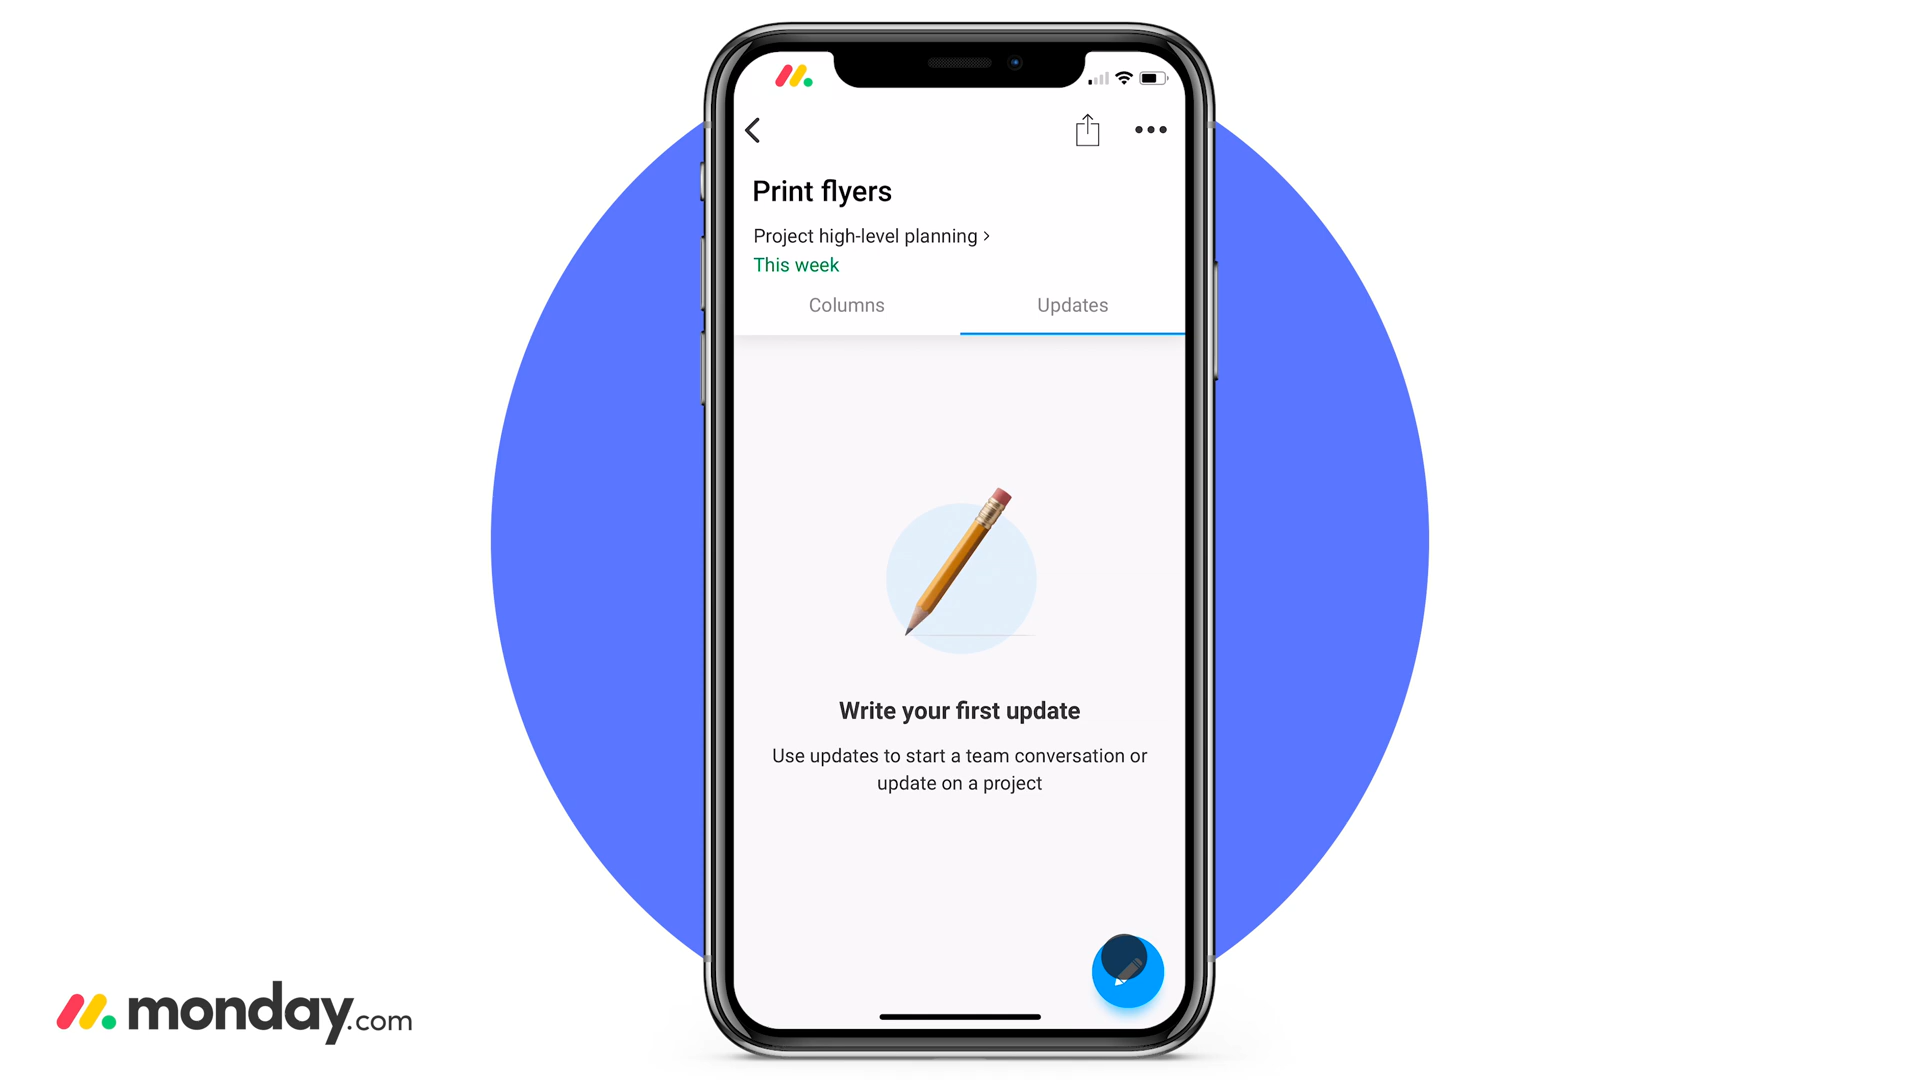 Print flyers
Project high-level planning >
This week
Columns
Updates
Write your first update
Use updates to start a team conversation or
update on a project
monday.com